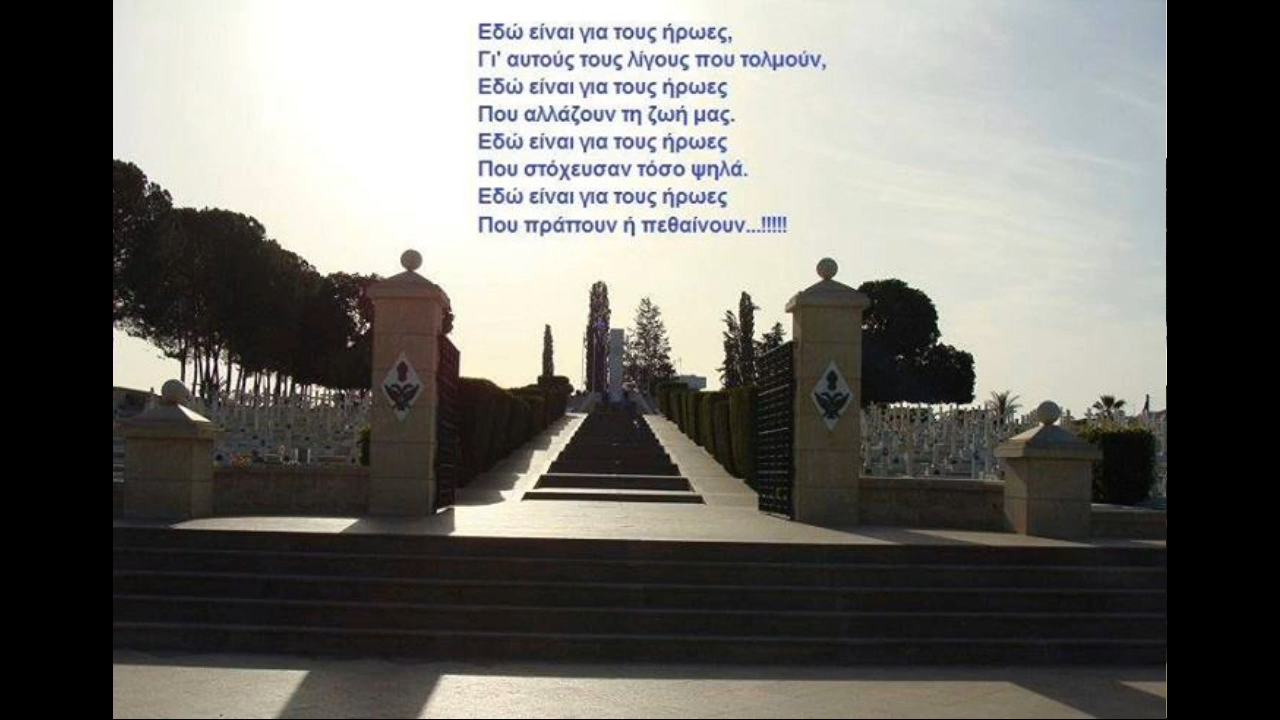 Εδώ είναι για τους ήρωες,
Γι' αυτούς τους λίγους που τολμούν,
Εδώ είναι για τους ήρωες
Που αλλάζουν τη ζωή μας.
Εδώ είναι για τους ήρωες
Που στόχευσαν τόσο ψηλά.
Εδώ είναι για τους ήρωες
Που πράττουν ή πεθαίνουν...!!!!!